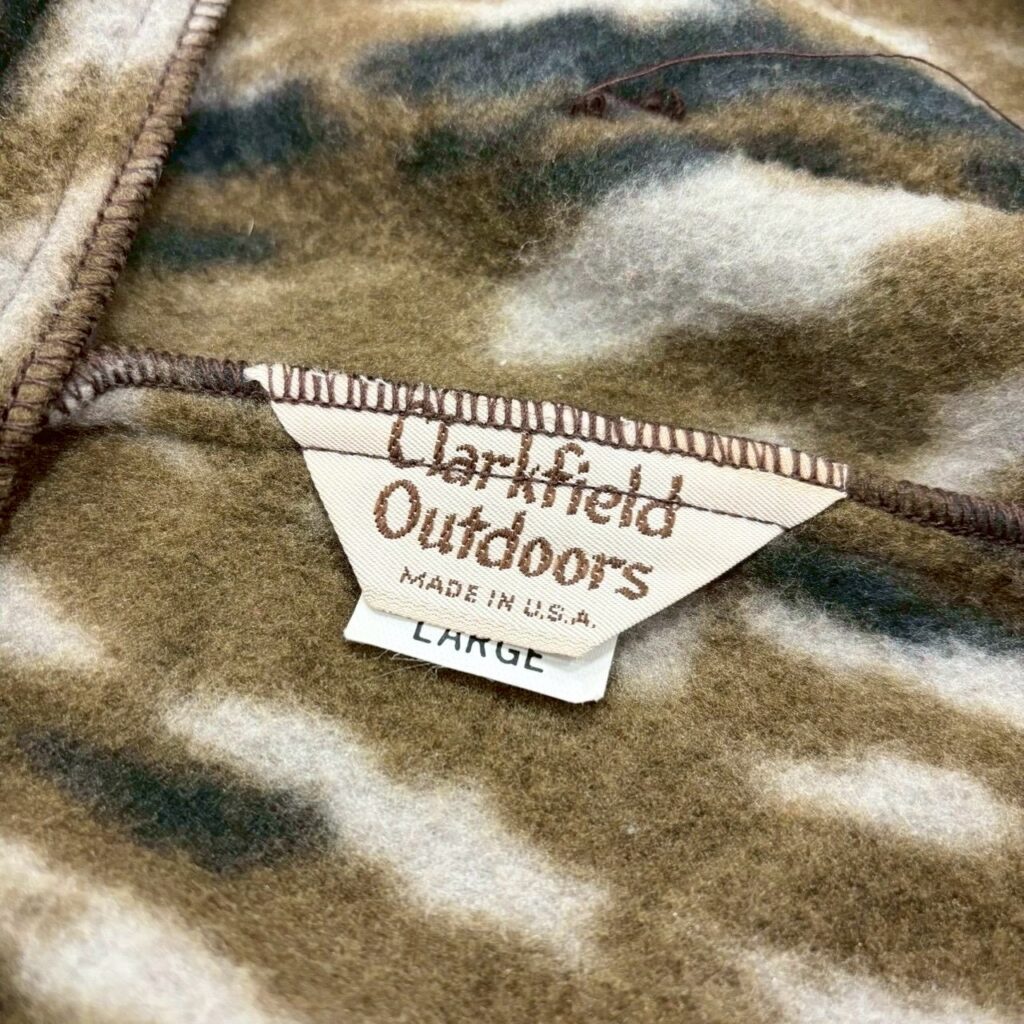 Clarkfield
Outdoors
MADE IN U.S.A.
LARGE